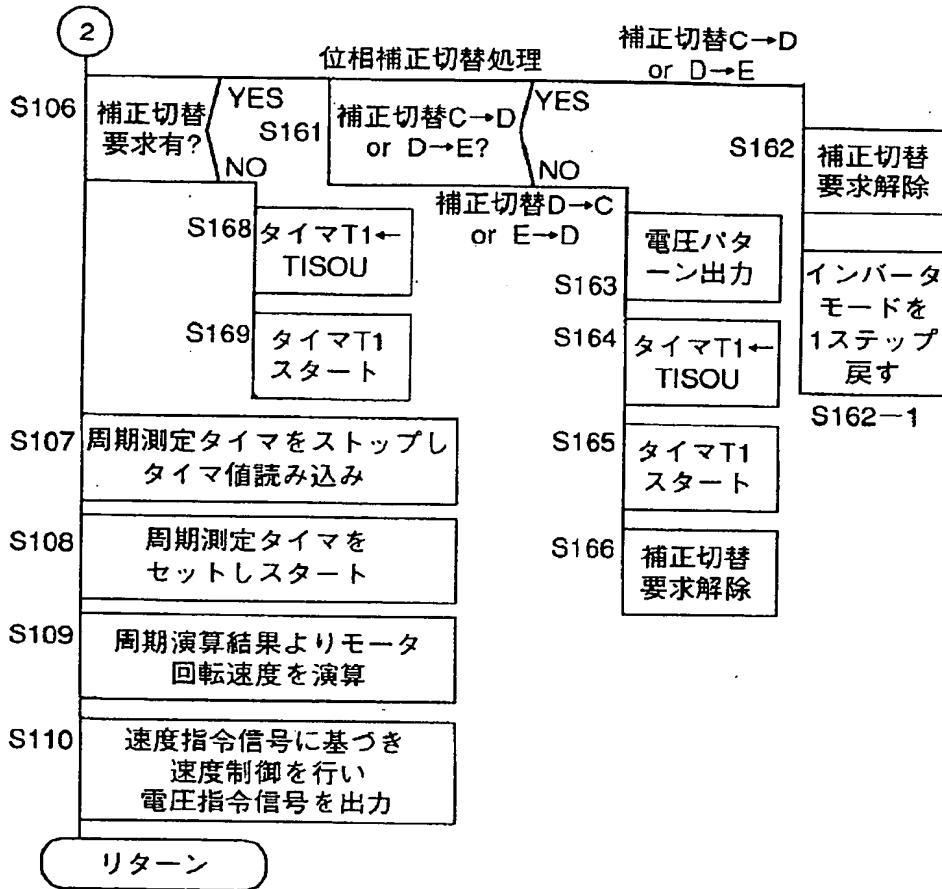 2
位相補正切替処理
補正切替C→D
or D→E
S106
補正切替
要求有?
YES
NO
S161
補正切替C→D
or D→E?
YES
NO
S162
補正切替
要求解除
インバータ
モードを
1ステップ
戻す
S162-1
補正切替D→C
or E→D
S168
タイマT1←
TISOU
S169
タイマT1
スタート
S163
電圧パタ
ーン出力
S164
タイマT1←
TISOU
S165
タイマT1
スタート
S166
補正切替
要求解除
S107
周期測定タイマをストップし
タイマ値読み込み
S108
周期測定タイマを
セットしスタート
S109
周期演算結果よりモータ
回転速度を演算
S110
速度指令信号に基づき
速度制御を行い
電圧指令信号を出力
リターン